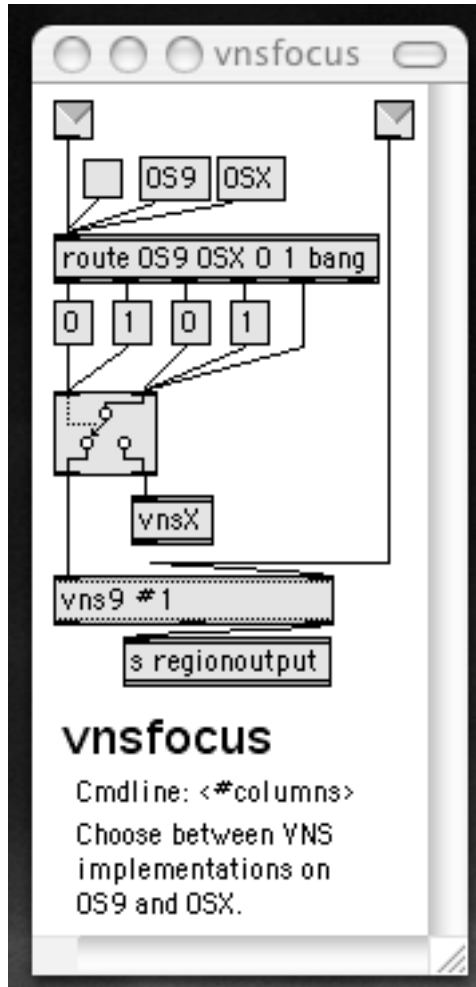 vnsfocus
OS9 OSX
route OS9 OSX 0 1 bang
0 1 0 1
vnsX
vns9 #1
s regionoutput
vnsfocus
Cmdline: <#columns>
Choose between VNS
implementations on
OS9 and OSX.